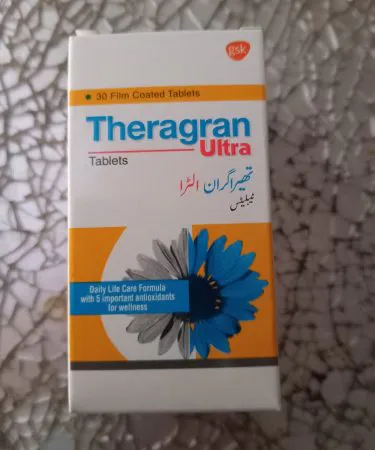 gsk
30 Film Coated Tablets
Theragran
Ultra
Tablets
تھیراگران الٹرا
ٹیبلیٹس
Daily Life Care Formula
with 5 important antioxidants
for wellness